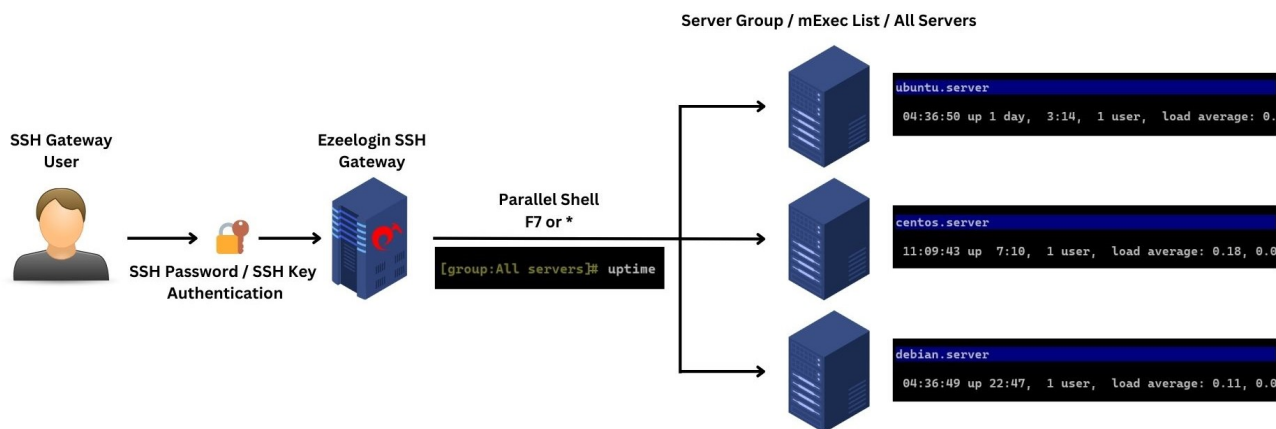 Server Group / mExec List / All Servers
SSH Gateway
User
SSH Password / SSH Key
Authentication
Ezeelogin SSH
Gateway
Parallel Shell
F7 or *
[group:All servers]# uptime
ubuntu.server
04:36:50 up 1 day,  3:14,  1 user,  load average: 0.
centos.server
11:09:43 up  7:10,  1 user,  load average: 0.18, 0.0
debian.server
04:36:49 up 22:47,  1 user,  load average: 0.11, 0.0